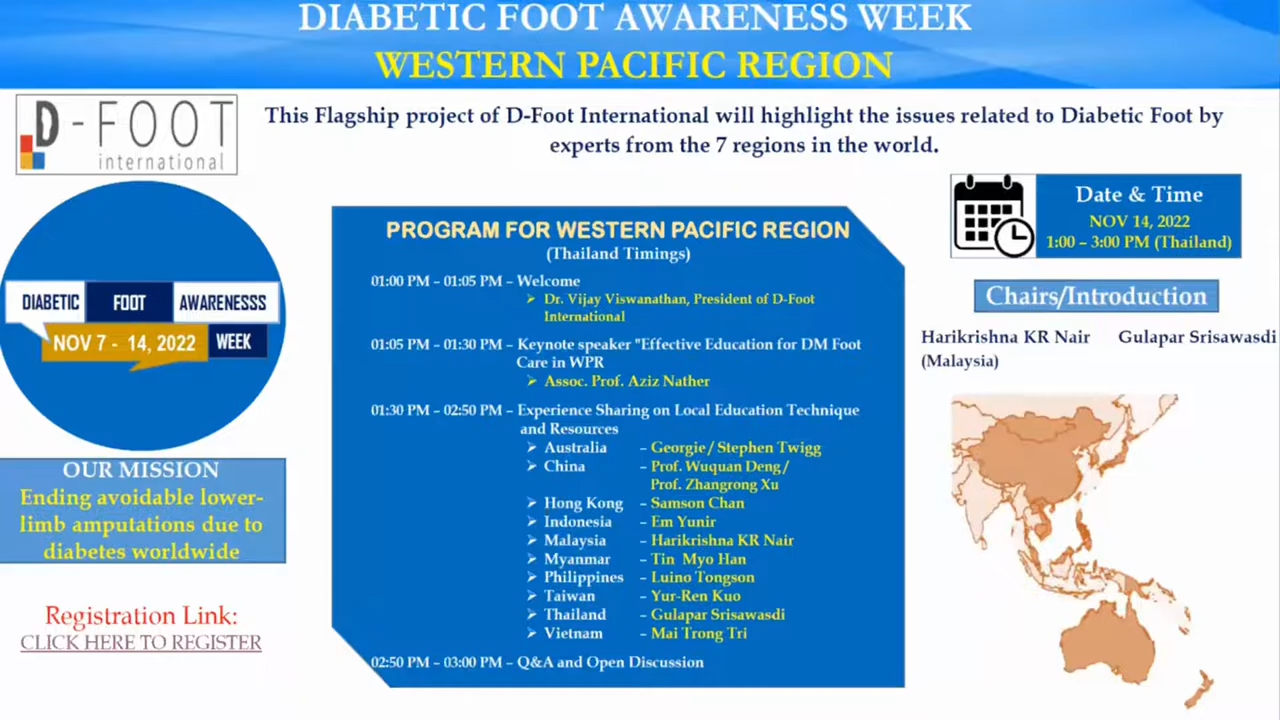 DIABETIC FOOT AWARENESS WEEK
WESTERN PACIFIC REGION
D-FOOT
international
This Flagship project of D-Foot International will highlight the issues related to Diabetic Foot by
experts from the 7 regions in the world.
DIABETIC FOOT AWARENESSS
NOV 7 - 14, 2022 WEEK
OUR MISSION
Ending avoidable lower-
limb amputations due to
diabetes worldwide
Registration Link:
CLICK HERE TO REGISTER
PROGRAM FOR WESTERN PACIFIC REGION
(Thailand Timings)
01:00 PM – 01:05 PM – Welcome
➢ Dr. Vijay Viswanathan, President of D-Foot
International
01:05 PM – 01:30 PM – Keynote speaker "Effective Education for DM Foot
Care in WPR
➢ Assoc. Prof. Aziz Nather
01:30 PM – 02:50 PM – Experience Sharing on Local Education Technique
and Resources
➢ Australia – Georgie / Stephen Twigg
➢ China – Prof. Wuquan Deng /
Prof. Zhangrong Xu
➢ Hong Kong – Samson Chan
➢ Indonesia – Em Yunir
➢ Malaysia – Harikrishna KR Nair
➢ Myanmar – Tin Myo Han
➢ Philippines – Luino Tongson
➢ Taiwan – Yur-Ren Kuo
➢ Thailand – Gulapar Srisawasdi
➢ Vietnam – Mai Trong Tri
02:50 PM – 03:00 PM – Q&A and Open Discussion
Date & Time
NOV 14, 2022
1:00 – 3:00 PM (Thailand)
Chairs/Introduction
Harikrishna KR Nair Gulapar Srisawasdi
(Malaysia)